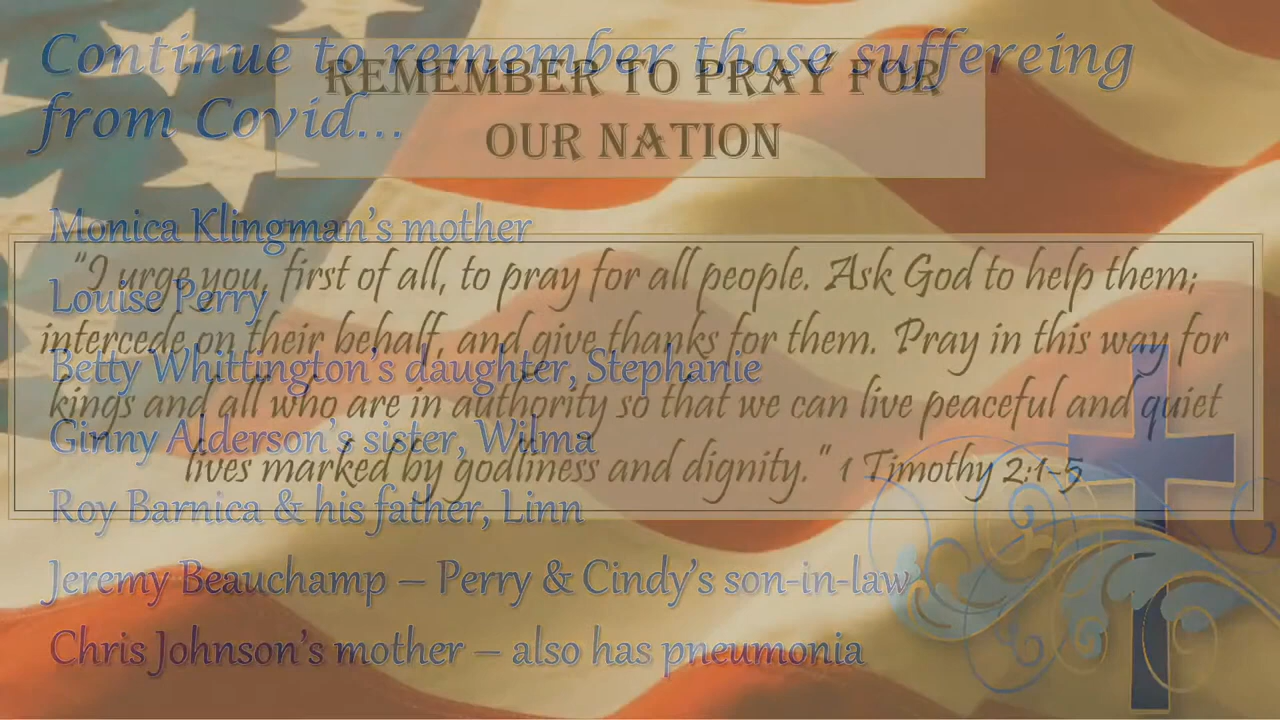 Continue to remember those suffereing
from Covid...
REMEMBER TO PRAY FOR
OUR NATION
Monica Klingman's mother
Louise Perry
Betty Whittington's daughter, Stephanie
Ginny Alderson's sister, Wilma
Roy Barnica & his father, Linn
Jeremy Beauchamp – Perry & Cindy's son-in-law
Chris Johnson's mother – also has pneumonia
"I urge you, first of all, to pray for all people. Ask God to help them;
intercede on their behalf, and give thanks for them. Pray in this way for
kings and all who are in authority so that we can live peaceful and quiet
lives marked by godliness and dignity." 1 Timothy 2:1-5